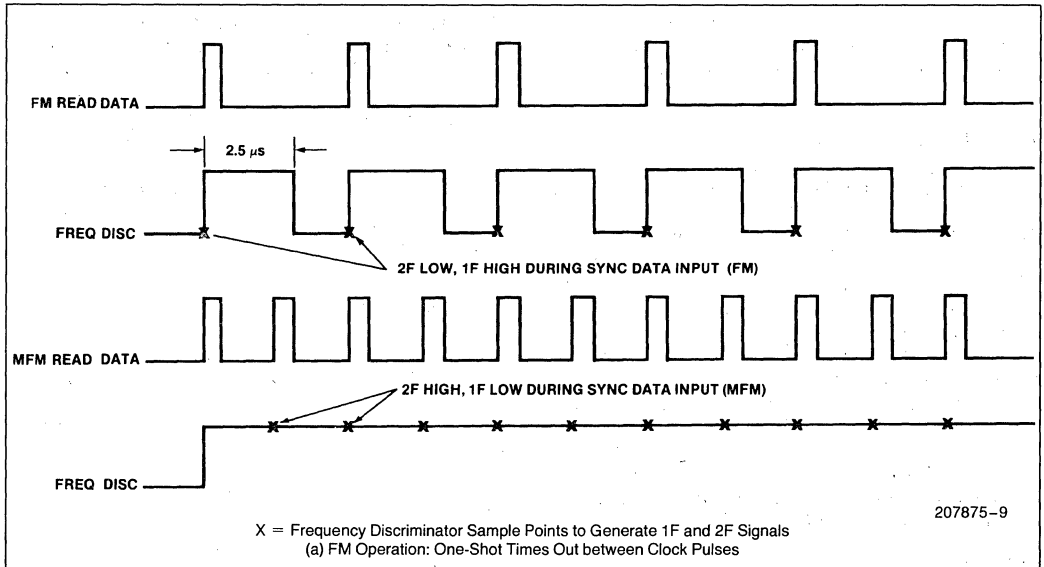 FM READ DATA
2.5 μs
FREQ DISC
2F LOW, 1F HIGH DURING SYNC DATA INPUT (FM)
MFM READ DATA
2F HIGH, 1F LOW DURING SYNC DATA INPUT (MFM)
FREQ DISC
207875–9
X = Frequency Discriminator Sample Points to Generate 1F and 2F Signals
(a) FM Operation: One-Shot Times Out between Clock Pulses